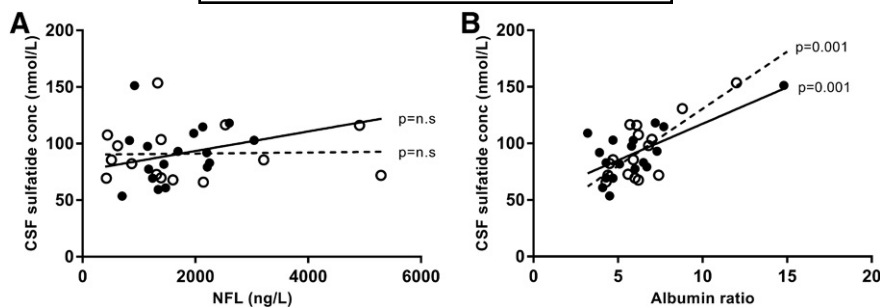 A
B
CSF sulfatide conc (nmol/L)
200
150
100
50
0
p=n.s
p=n.s
0
2000
4000
6000
NFL (ng/L)
CSF sulfatide conc (nmol/L)
200
150
100
50
0
p=0.001
p=0.001
0
5
10
15
20
Albumin ratio